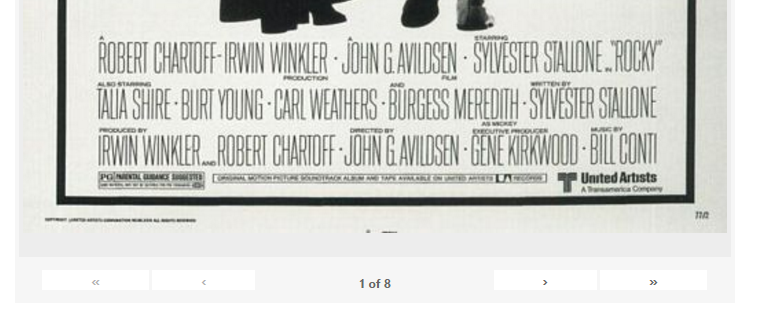 A A STARRING
ROBERT CHARTOFF-IRWIN WINKLER · JOHN G. AVILDSEN · SYLVESTER STALLONE IN "ROCKY"
PRODUCTION FILM
ALSO STARRING AND WRITTEN BY
TALIA SHIRE · BURT YOUNG · CARL WEATHERS · BURGESS MEREDITH · SYLVESTER STALLONE
AS MICKEY
PRODUCED BY DIRECTED BY EXECUTIVE PRODUCER MUSIC BY
IRWIN WINKLER AND ROBERT CHARTOFF · JOHN G. AVILDSEN · GENE KIRKWOOD · BILL CONTI
PG PARENTAL GUIDANCE SUGGESTED
ORIGINAL MOTION PICTURE SOUNDTRACK ALBUM AND TAPE AVAILABLE ON UNITED ARTISTS UA RECORDS
United Artists
A Transamerica Company
« ‹ 1 of 8 › »